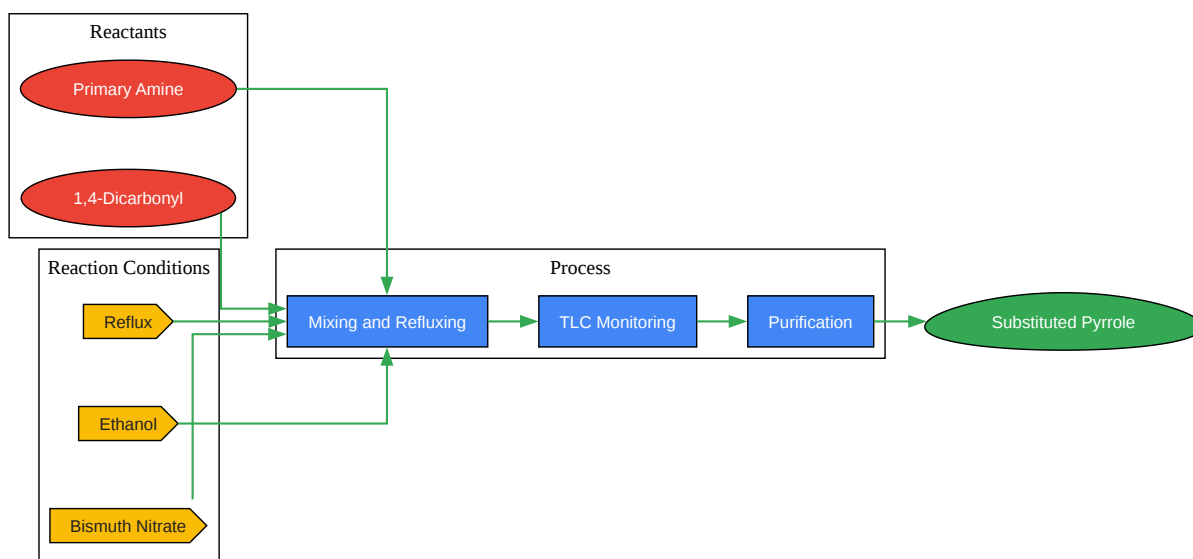 Reactants
Primary Amine
1,4-Dicarbonyl
Reaction Conditions
Reflux
Ethanol
Bismuth Nitrate
Process
Mixing and Refluxing
TLC Monitoring
Purification
Substituted Pyrrole